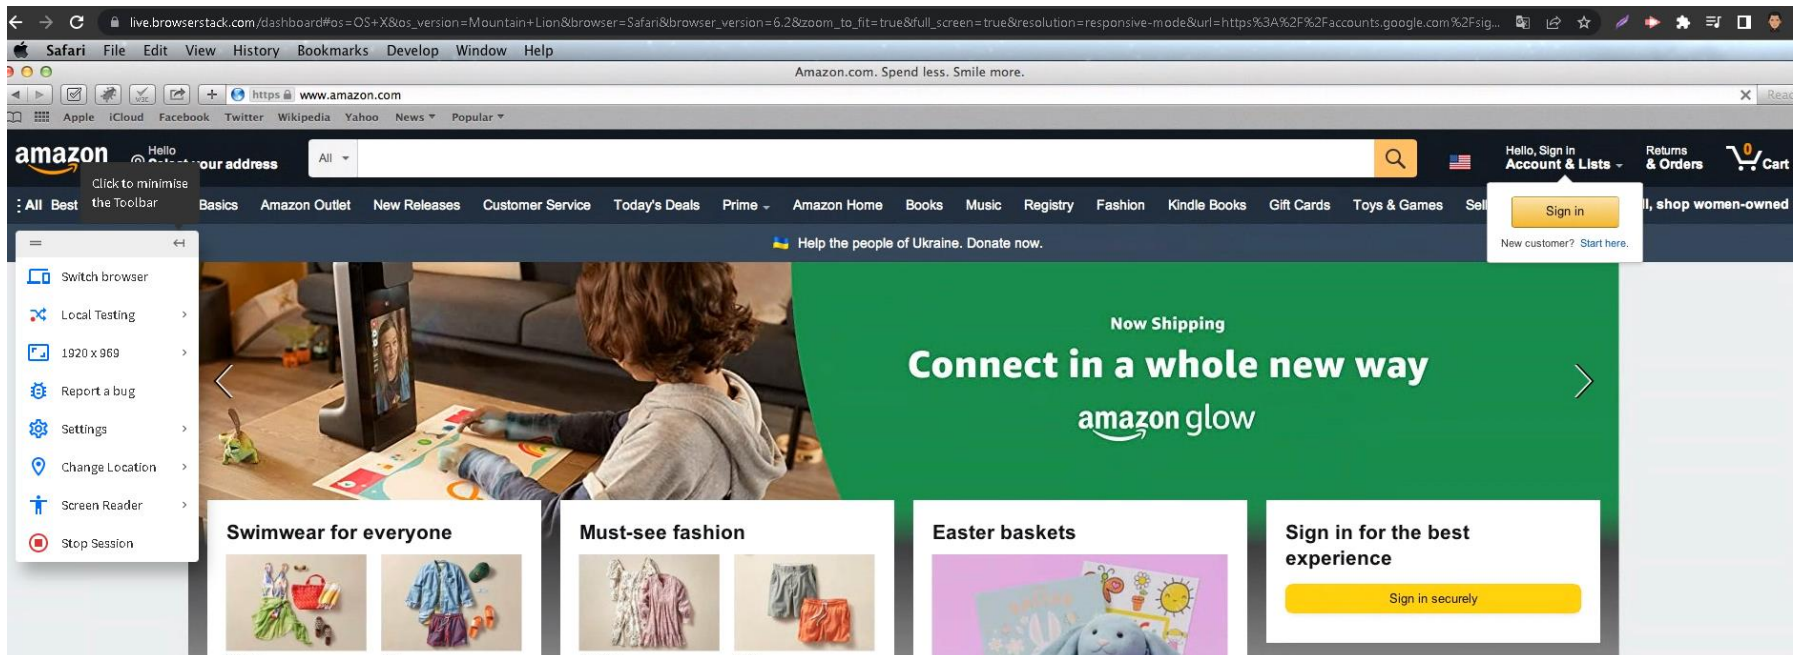 live.browserstack.com/dashboard#os=OS+X&os_version=Mountain+Lion&browser=Safari&browser_version=6.2&zoom_to_fit=true&full_screen=true&resolution=responsive-mode&url=https%3A%2F%2Faccounts.google.com%2Fsig...
Safari File Edit View History Bookmarks Develop Window Help
Amazon.com. Spend less. Smile more.
https www.amazon.com
Apple iCloud Facebook Twitter Wikipedia Yahoo News Popular
amazon
Hello
your address
All
Hello, Sign in
Account & Lists
Returns
& Orders
0
Cart
Click to minimise
the Toolbar
All Best Basics Amazon Outlet New Releases Customer Service Today's Deals Prime Amazon Home Books Music Registry Fashion Kindle Books Gift Cards Toys & Games shop women-owned
Sign in
New customer? Start here.
Help the people of Ukraine. Donate now.
Switch browser
Local Testing
1920 x 969
Report a bug
Settings
Change Location
Screen Reader
Stop Session
Now Shipping
Connect in a whole new way
amazon glow
Swimwear for everyone
Must-see fashion
Easter baskets
Sign in for the best
experience
Sign in securely